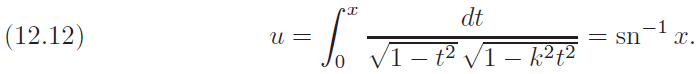 (12.12) u = ∫₀ˣ dt / (√(1 − t²) √(1 − k²t²)) = sn⁻¹ x.